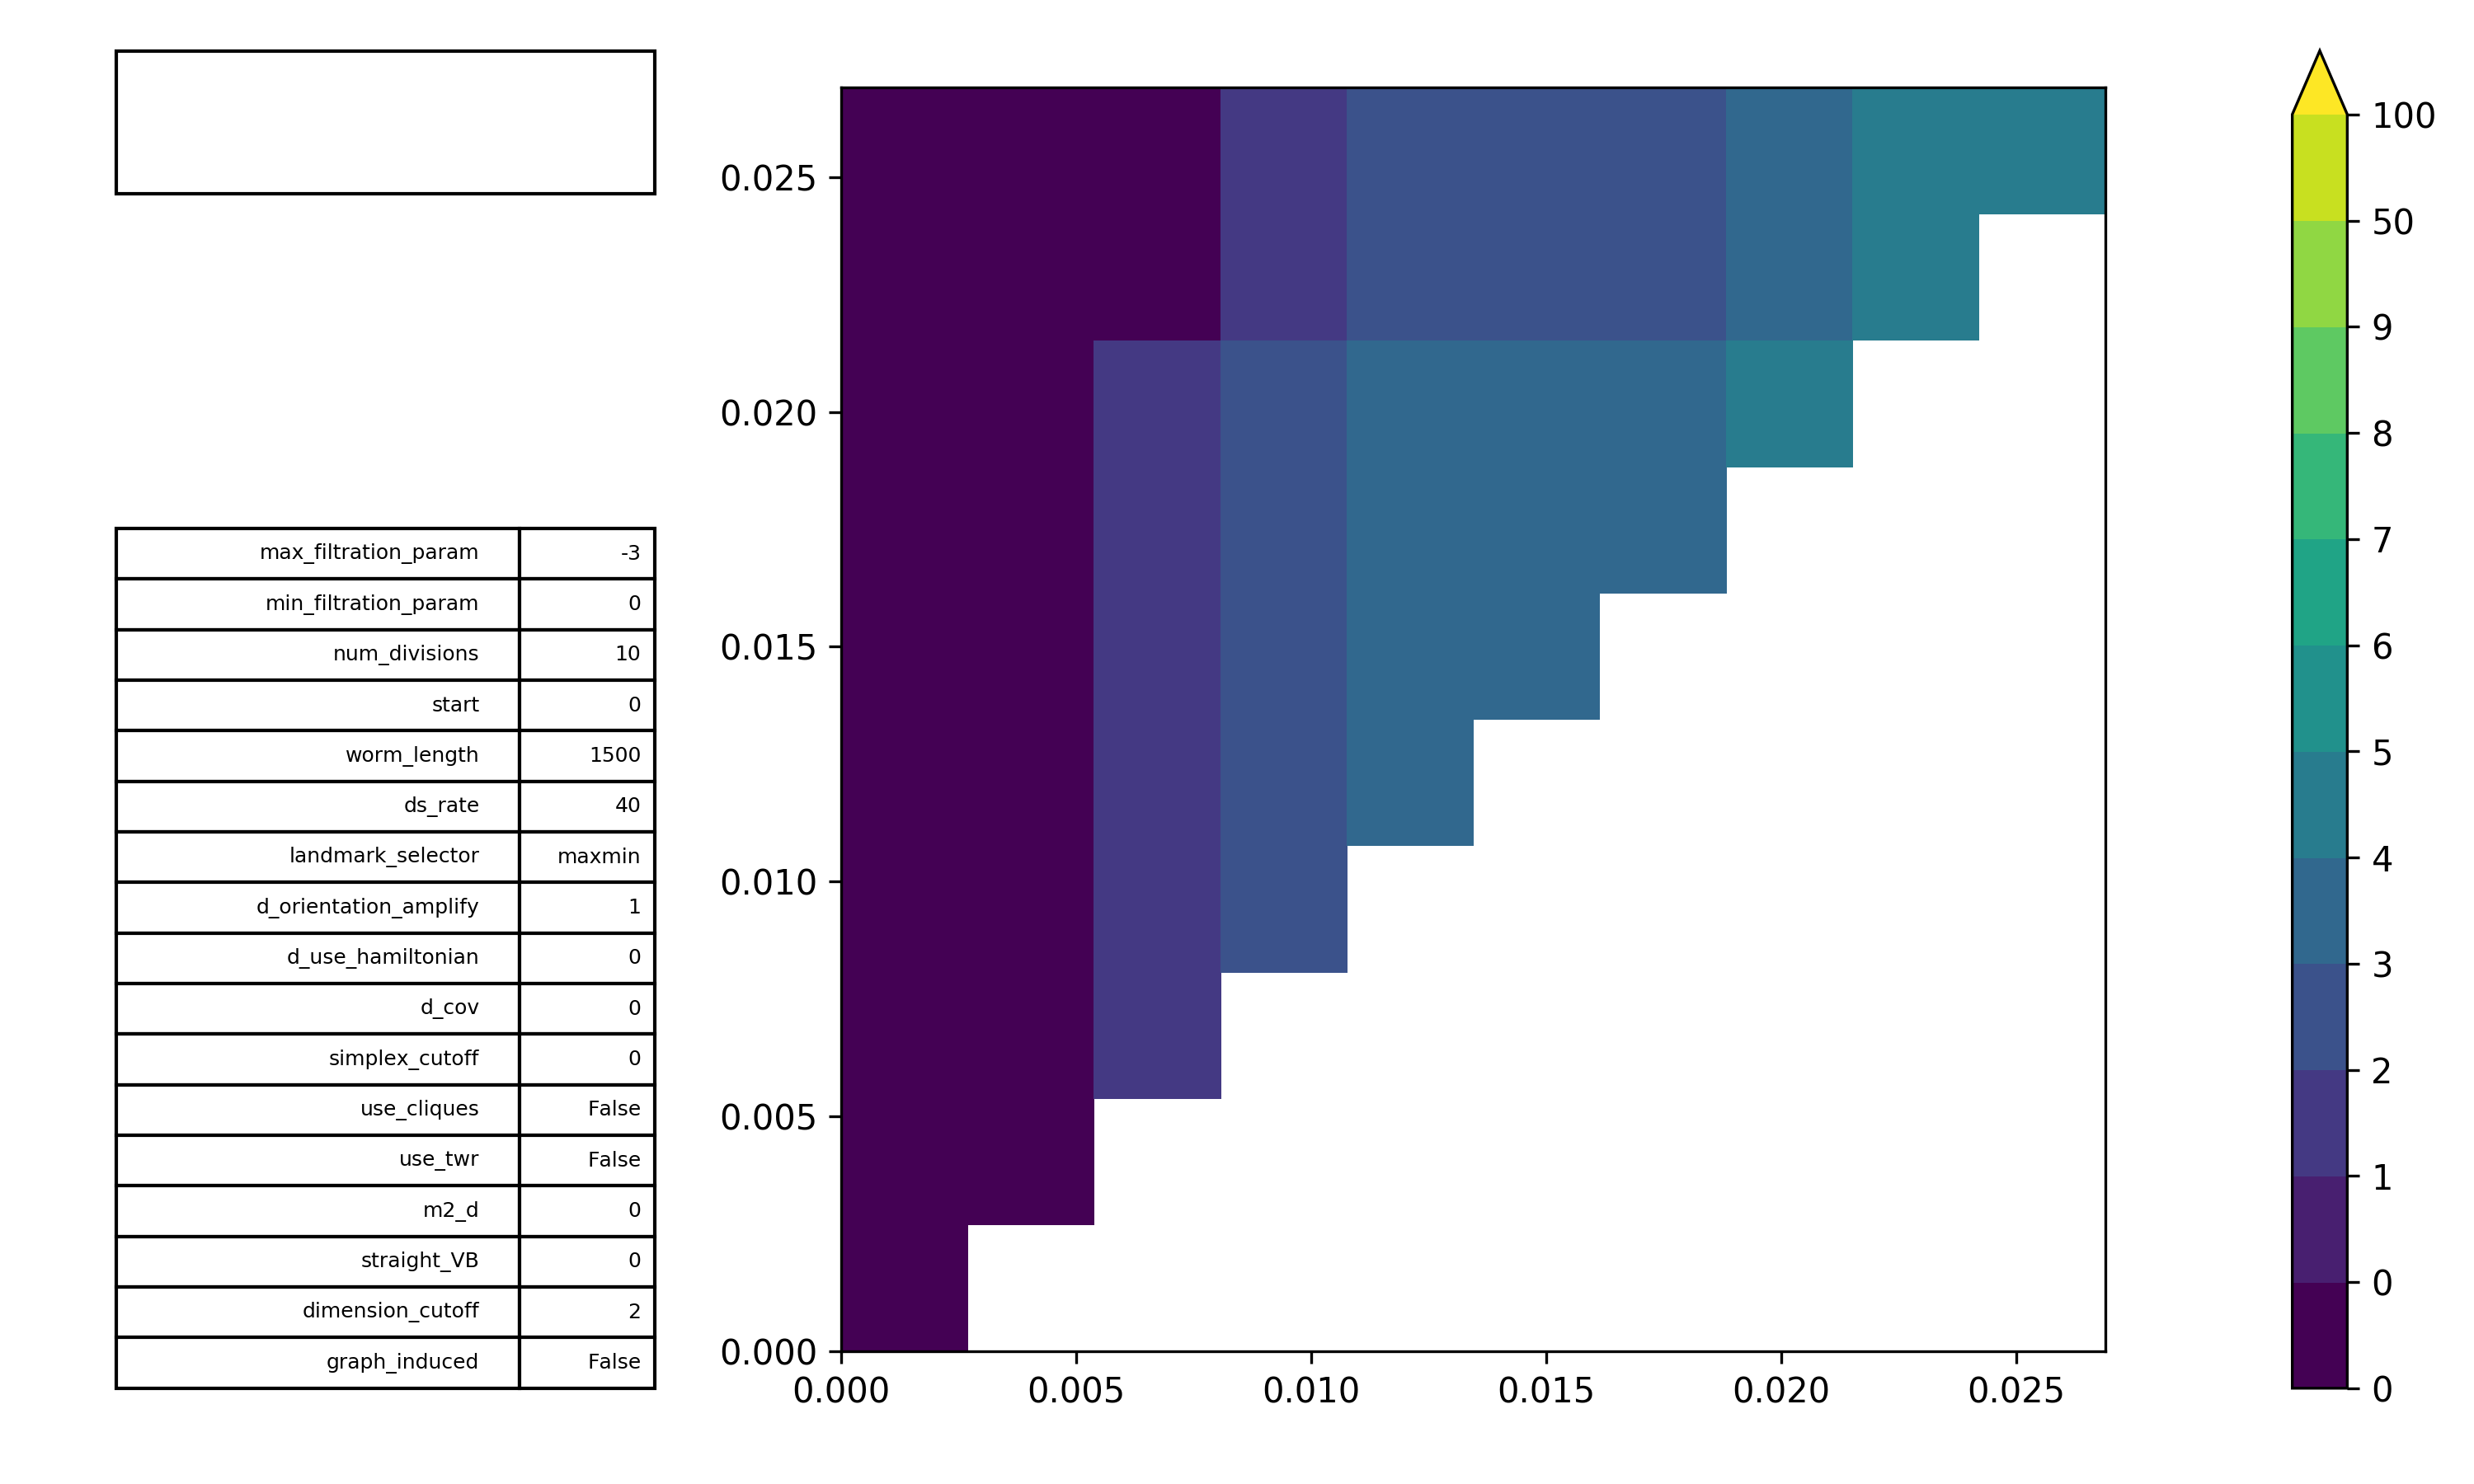 max_filtration_param -3
min_filtration_param 0
num_divisions 10
start 0
worm_length 1500
ds_rate 40
landmark_selector maxmin
d_orientation_amplify 1
d_use_hamiltonian 0
d_cov 0
simplex_cutoff 0
use_cliques False
use_twr False
m2_d 0
straight_VB 0
dimension_cutoff 2
graph_induced False
0.025
0.020
0.015
0.010
0.005
0.000
0.000 0.005 0.010 0.015 0.020 0.025
100
50
9
8
7
6
5
4
3
2
1
0
0